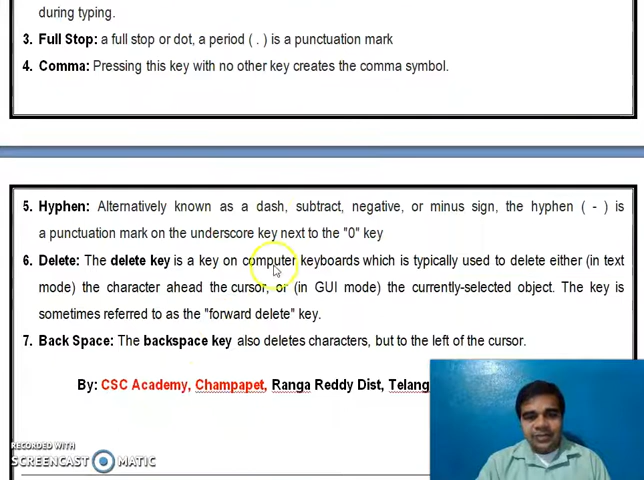 during typing.
3. Full Stop: a full stop or dot, a period ( . ) is a punctuation mark
4. Comma: Pressing this key with no other key creates the comma symbol.
5. Hyphen: Alternatively known as a dash, subtract, negative, or minus sign, the hyphen ( - ) is
a punctuation mark on the underscore key next to the "0" key
6. Delete: The delete key is a key on computer keyboards which is typically used to delete either (in text
mode) the character ahead the cursor, or (in GUI mode) the currently-selected object. The key is
sometimes referred to as the "forward delete" key.
7. Back Space: The backspace key also deletes characters, but to the left of the cursor.
By: CSC Academy, Champapet, Ranga Reddy Dist, Telang
RECORDED WITH
SCREENCAST MATIC